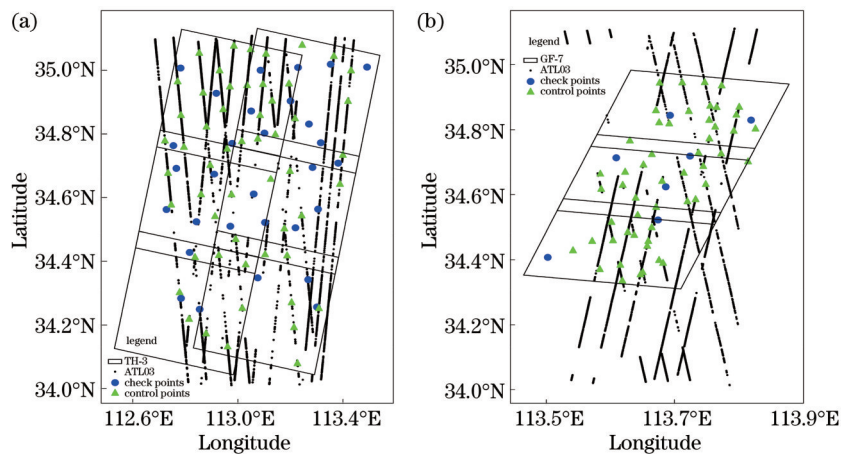 (a)
35.0°N
34.8°N
34.6°N
34.4°N
34.2°N
34.0°N
Latitude
legend
TH-3
ATL03
check points
control points
112.6°E
113.0°E
113.4°E
Longitude
(b)
legend
GF-7
ATL03
check points
control points
35.0°N
34.8°N
34.6°N
34.4°N
34.2°N
34.0°N
Latitude
113.5°E
113.7°E
113.9°E
Longitude